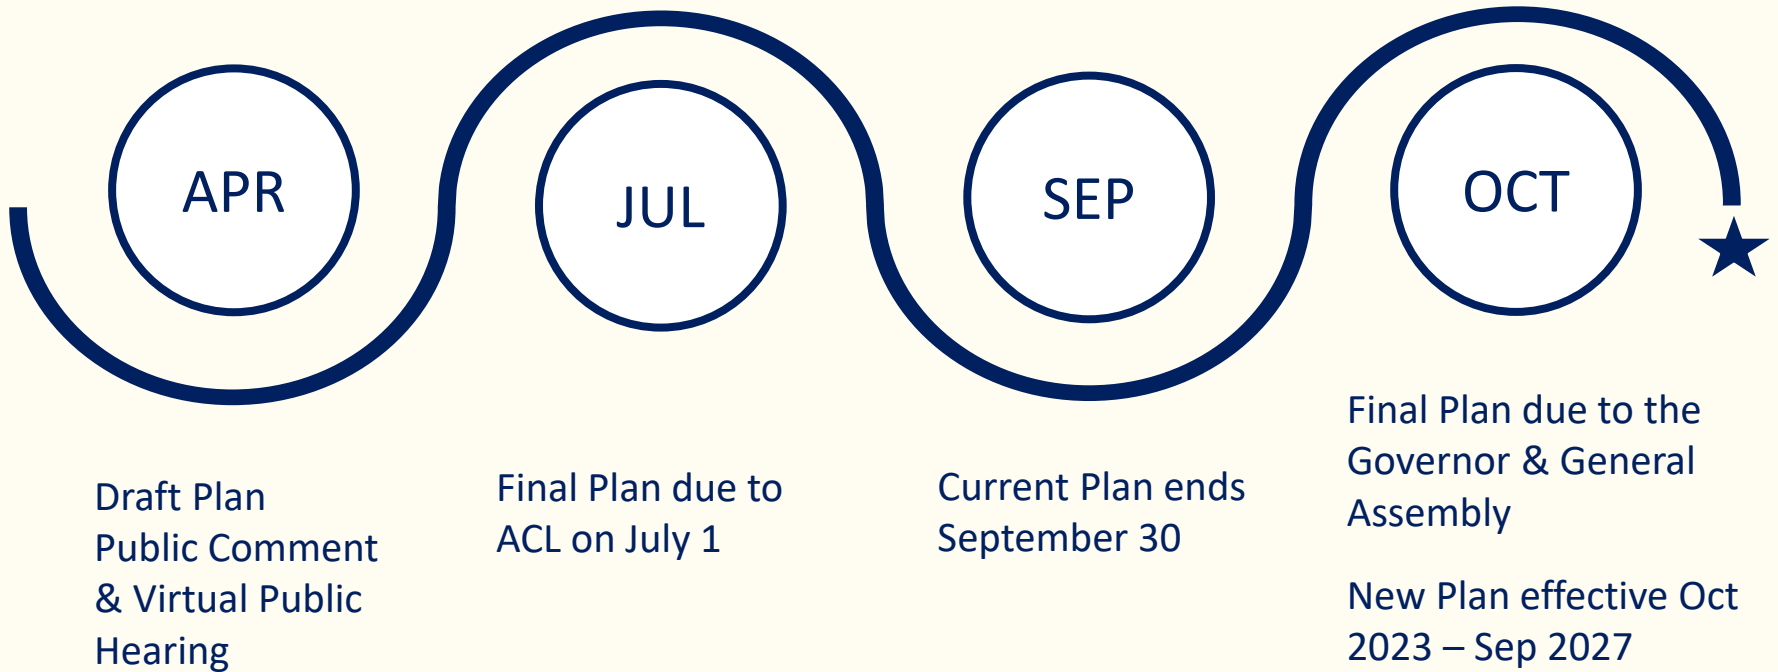 APR
JUL
SEP
OCT
Draft Plan
Public Comment
& Virtual Public
Hearing
Final Plan due to
ACL on July 1
Current Plan ends
September 30
Final Plan due to the
Governor & General
Assembly
New Plan effective Oct
2023 – Sep 2027